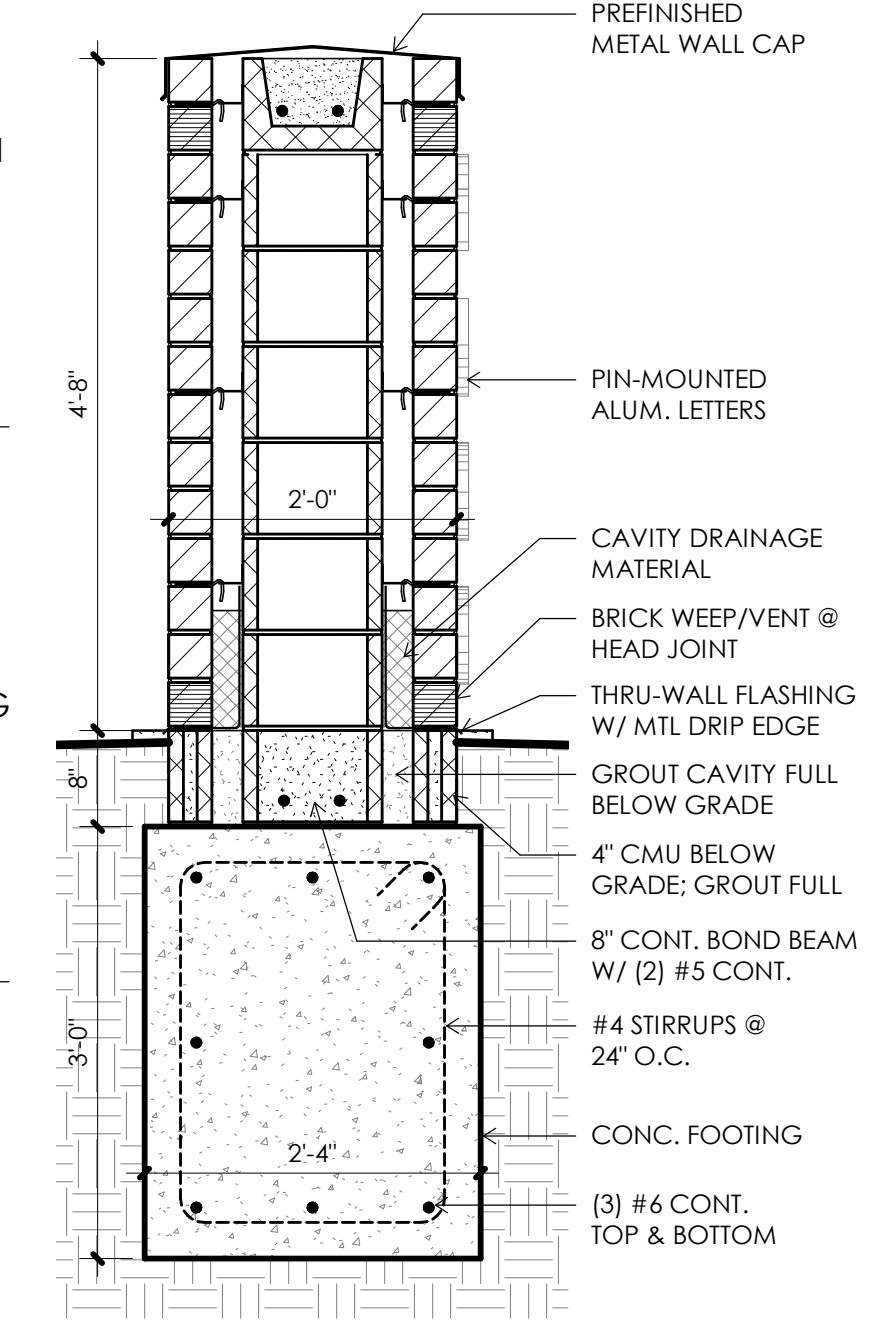 PREFINISHED
METAL WALL CAP
4'-8"
PIN-MOUNTED
ALUM. LETTERS
2'-0"
CAVITY DRAINAGE
MATERIAL
BRICK WEEP/VENT @
HEAD JOINT
G
THRU-WALL FLASHING
W/ MTL DRIP EDGE
8"
GROUT CAVITY FULL
BELOW GRADE
4" CMU BELOW
GRADE; GROUT FULL
8" CONT. BOND BEAM
W/ (2) #5 CONT.
3'-0"
#4 STIRRUPS @
24" O.C.
CONC. FOOTING
2'-4"
(3) #6 CONT.
TOP & BOTTOM